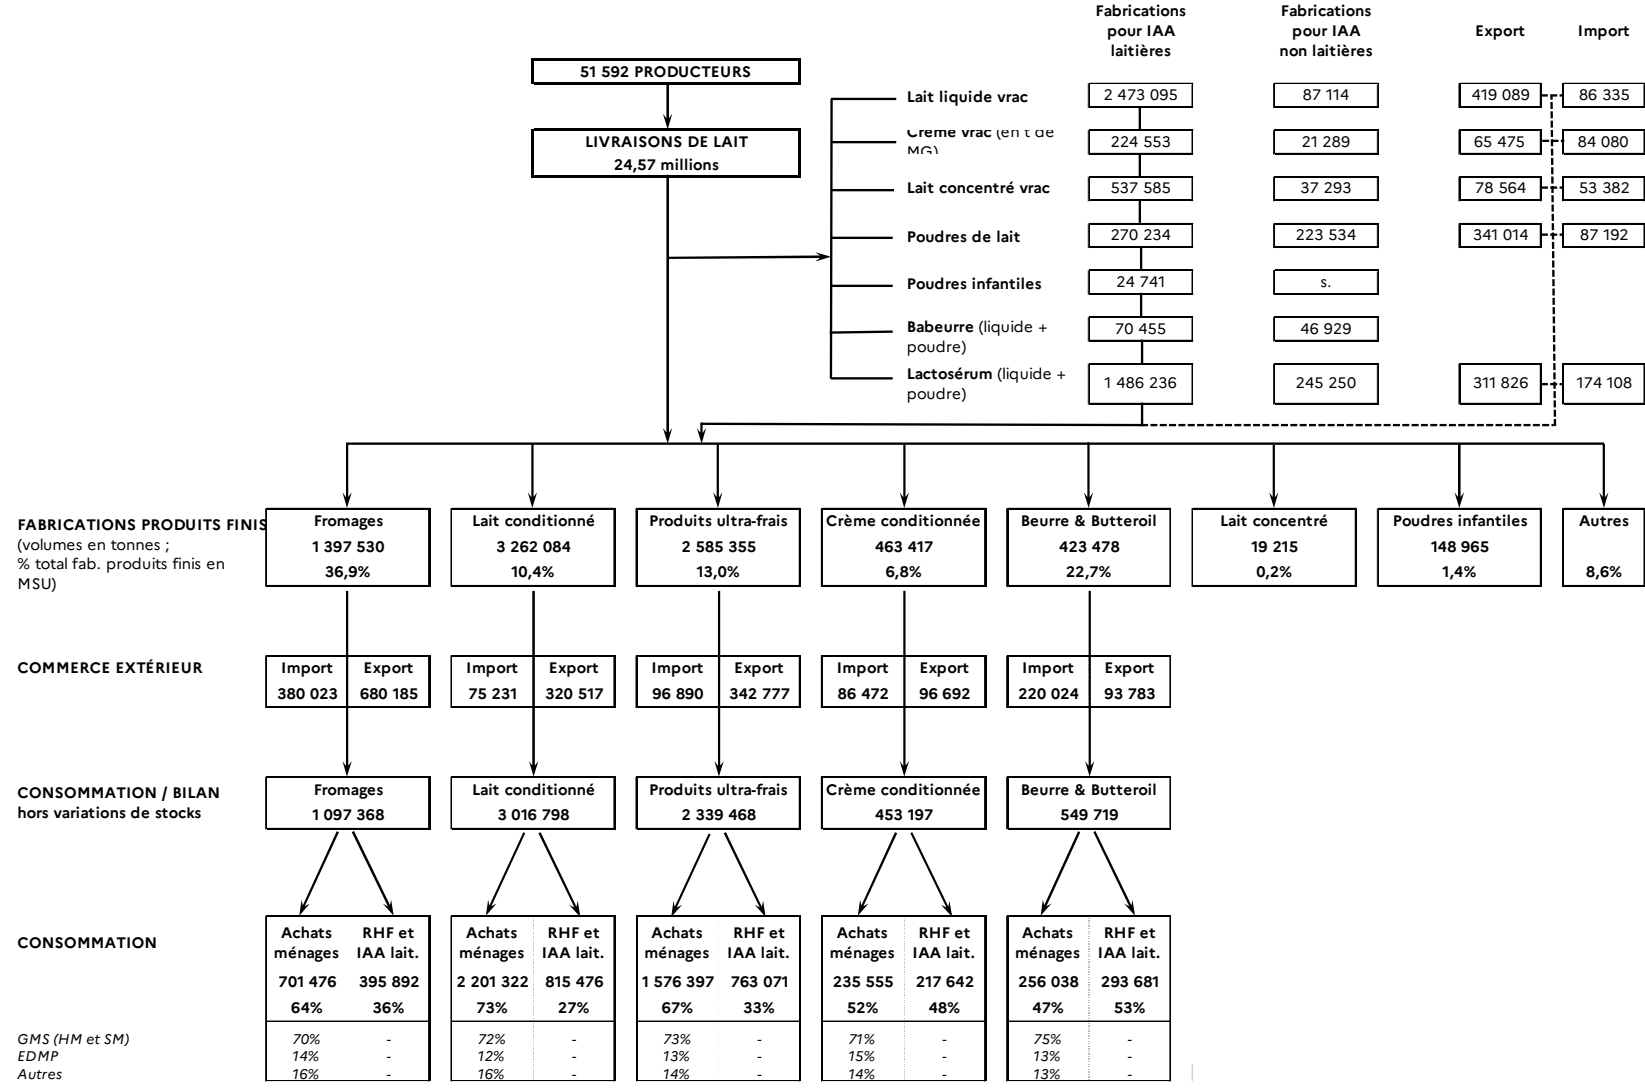 Fabrications
pour IAA
laitières
Fabrications
pour IAA
non laitières
Export
Import
51 592 PRODUCTEURS
LIVRAISONS DE LAIT
24,57 millions
Lait liquide vrac
2 473 095
87 114
419 089
86 335
Crème vrac (en t de
MG)
224 553
21 289
65 475
84 080
Lait concentré vrac
537 585
37 293
78 564
53 382
Poudres de lait
270 234
223 534
341 014
87 192
Poudres infantiles
24 741
s.
Babeurre (liquide +
poudre)
70 455
46 929
Lactosérum (liquide +
poudre)
1 486 236
245 250
311 826
174 108
FABRICATIONS PRODUITS FINIS
(volumes en tonnes ;
% total fab. produits finis en
MSU)
Fromages
1 397 530
36,9%
Lait conditionné
3 262 084
10,4%
Produits ultra-frais
2 585 355
13,0%
Crème conditionnée
463 417
6,8%
Beurre & Butteroil
423 478
22,7%
Lait concentré
19 215
0,2%
Poudres infantiles
148 965
1,4%
Autres
8,6%
COMMERCE EXTÉRIEUR
Import Export
380 023 680 185
Import Export
75 231 320 517
Import Export
96 890 342 777
Import Export
86 472 96 692
Import Export
220 024 93 783
CONSOMMATION / BILAN
hors variations de stocks
Fromages
1 097 368
Lait conditionné
3 016 798
Produits ultra-frais
2 339 468
Crème conditionnée
453 197
Beurre & Butteroil
549 719
CONSOMMATION
Achats RHF et
ménages IAA lait.
701 476 395 892
64% 36%
Achats RHF et
ménages IAA lait.
2 201 322 815 476
73% 27%
Achats RHF et
ménages IAA lait.
1 576 397 763 071
67% 33%
Achats RHF et
ménages IAA lait.
235 555 217 642
52% 48%
Achats RHF et
ménages IAA lait.
256 038 293 681
47% 53%
GMS (HM et SM) 70% - 72% - 73% - 71% - 75% -
EDMP 14% - 12% - 13% - 15% - 13% -
Autres 16% - 16% - 14% - 14% - 13% -